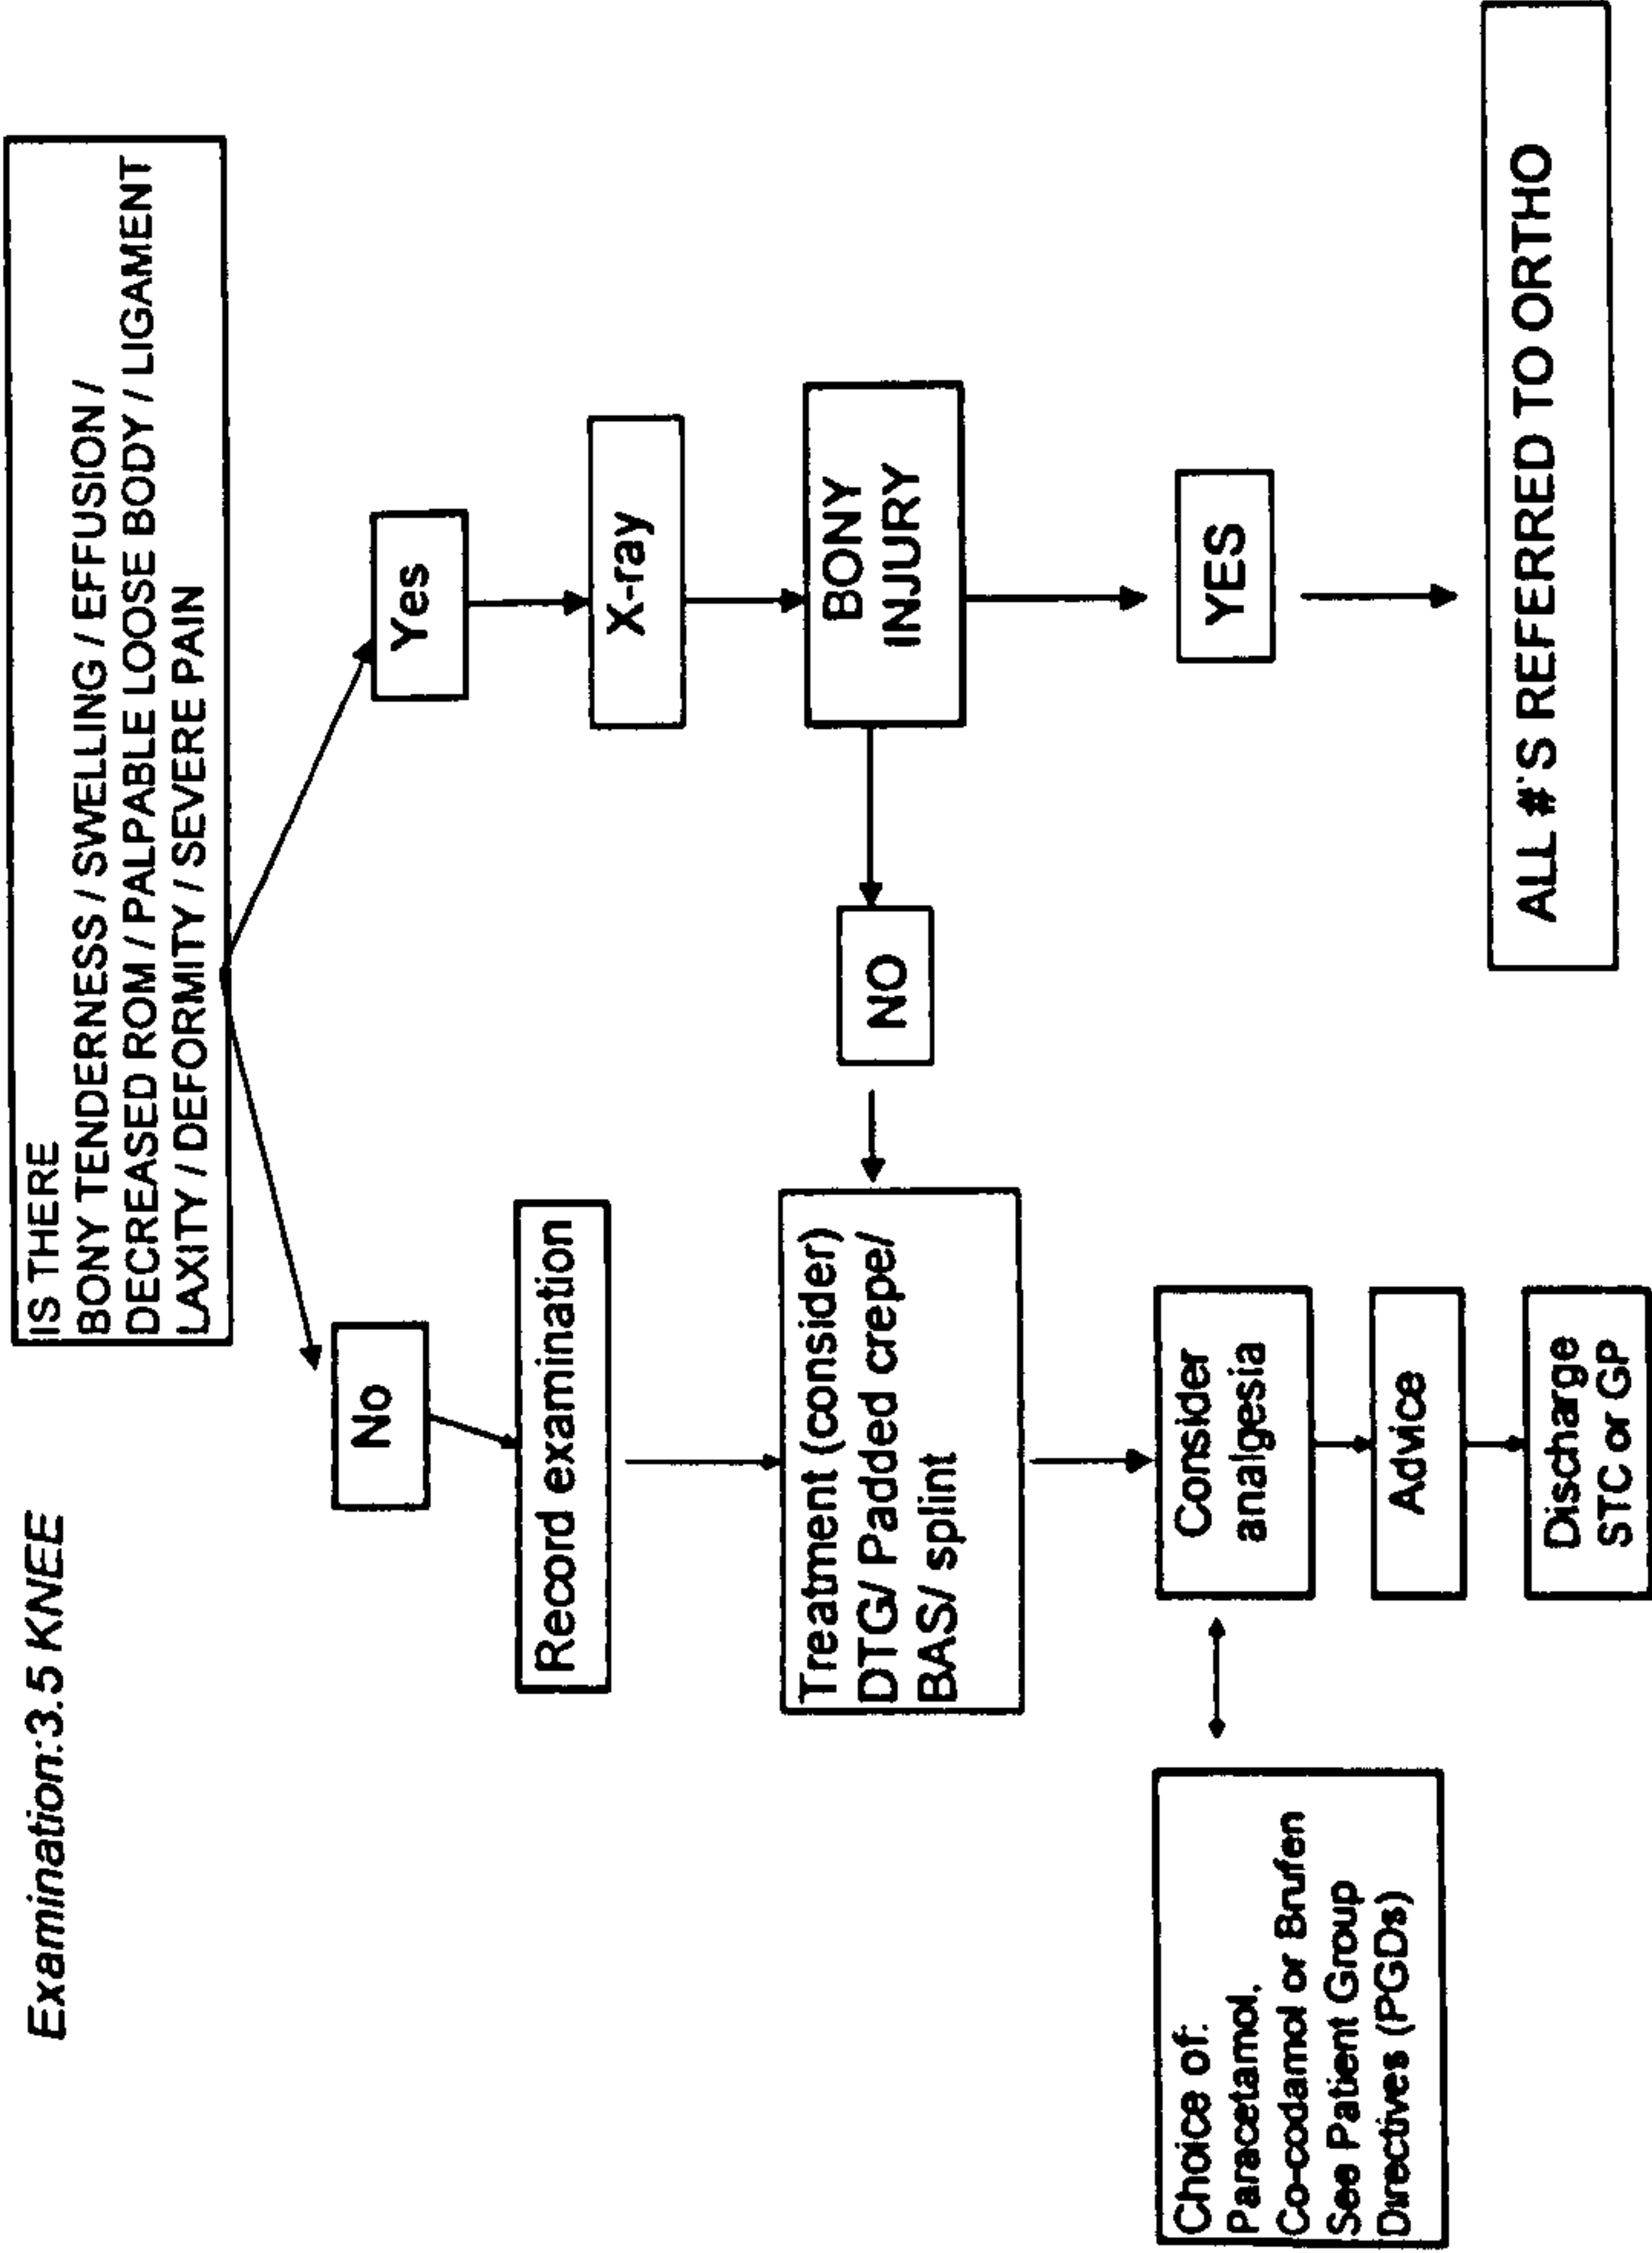 Examination:3.5 KNEE
IS THERE
BONY TENDERNESS / SWELLING / EFFUSION /
DECREASED ROM / PALPABLE LOOSE BODY / LIGAMENT
LAXITY / DEFORMITY / SEVERE PAIN
No
Yes
Record examination
X-ray
Treatment (consider)
DTG/ Padded crepe/
BAS/ splint
NO
BONY
INJURY
Choice of:
Paracetamol,
Co-codamol or Brufen
See Patient Group
Directives (PGDs)
Consider
analgesia
YES
Advice
Discharge
STC or GP
ALL #'S REFERRED TO ORTHO